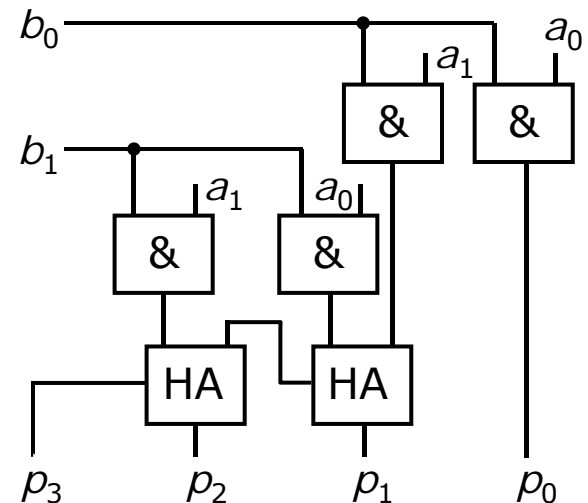 b₀
a₁ a₀
& &
b₁
a₁ a₀
& &
HA HA
p₃ p₂ p₁ p₀